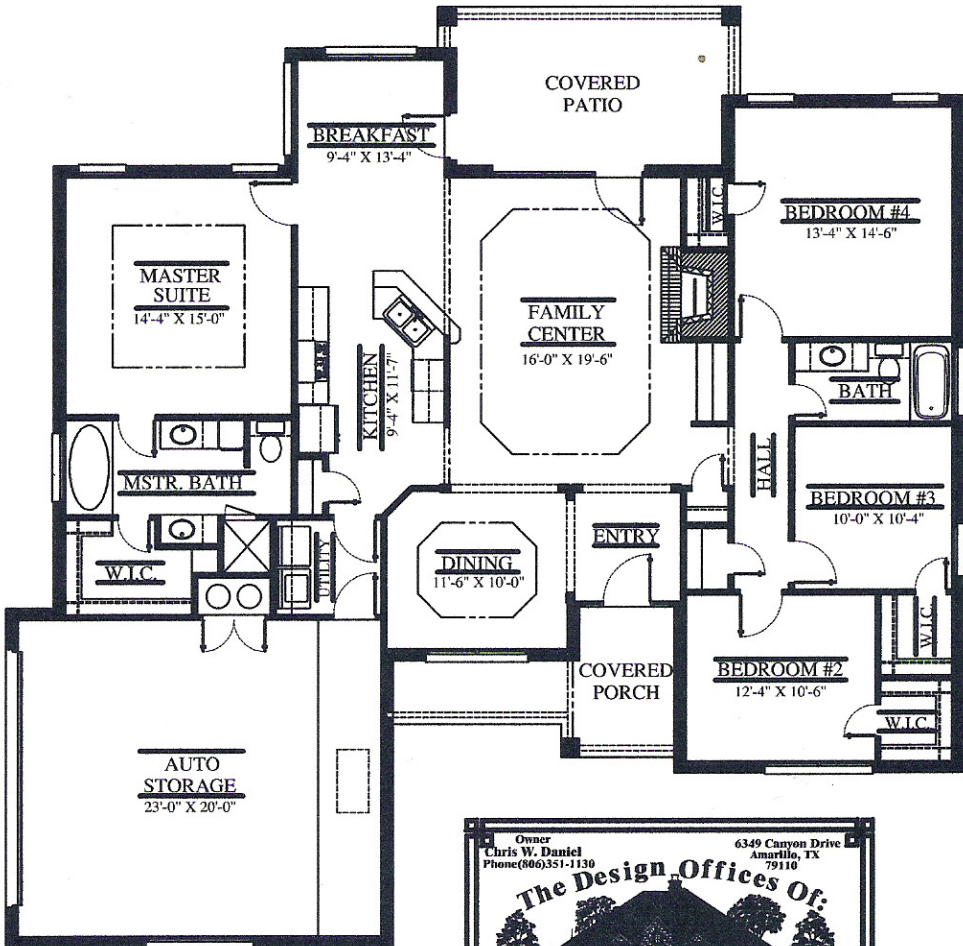 COVERED
PATIO
BREAKFAST
9'-4" X 13'-4"
W.I.C.
BEDROOM #4
13'-4" X 14'-6"
MASTER
SUITE
14'-4" X 15'-0"
FAMILY
CENTER
16'-0" X 19'-6"
KITCHEN
9'-4" X 11'-7"
BATH
HALL
MSTR. BATH
BEDROOM #3
10'-0" X 10'-4"
W.I.C.
UTILITY
DINING
11'-6" X 10'-0"
ENTRY
W.I.C.
COVERED
PORCH
BEDROOM #2
12'-4" X 10'-6"
W.I.C.
AUTO
STORAGE
23'-0" X 20'-0"
Owner
Chris W. Daniel
Phone(806)351-1130
6349 Canyon Drive
Amarillo, TX
79110
The Design Offices Of: